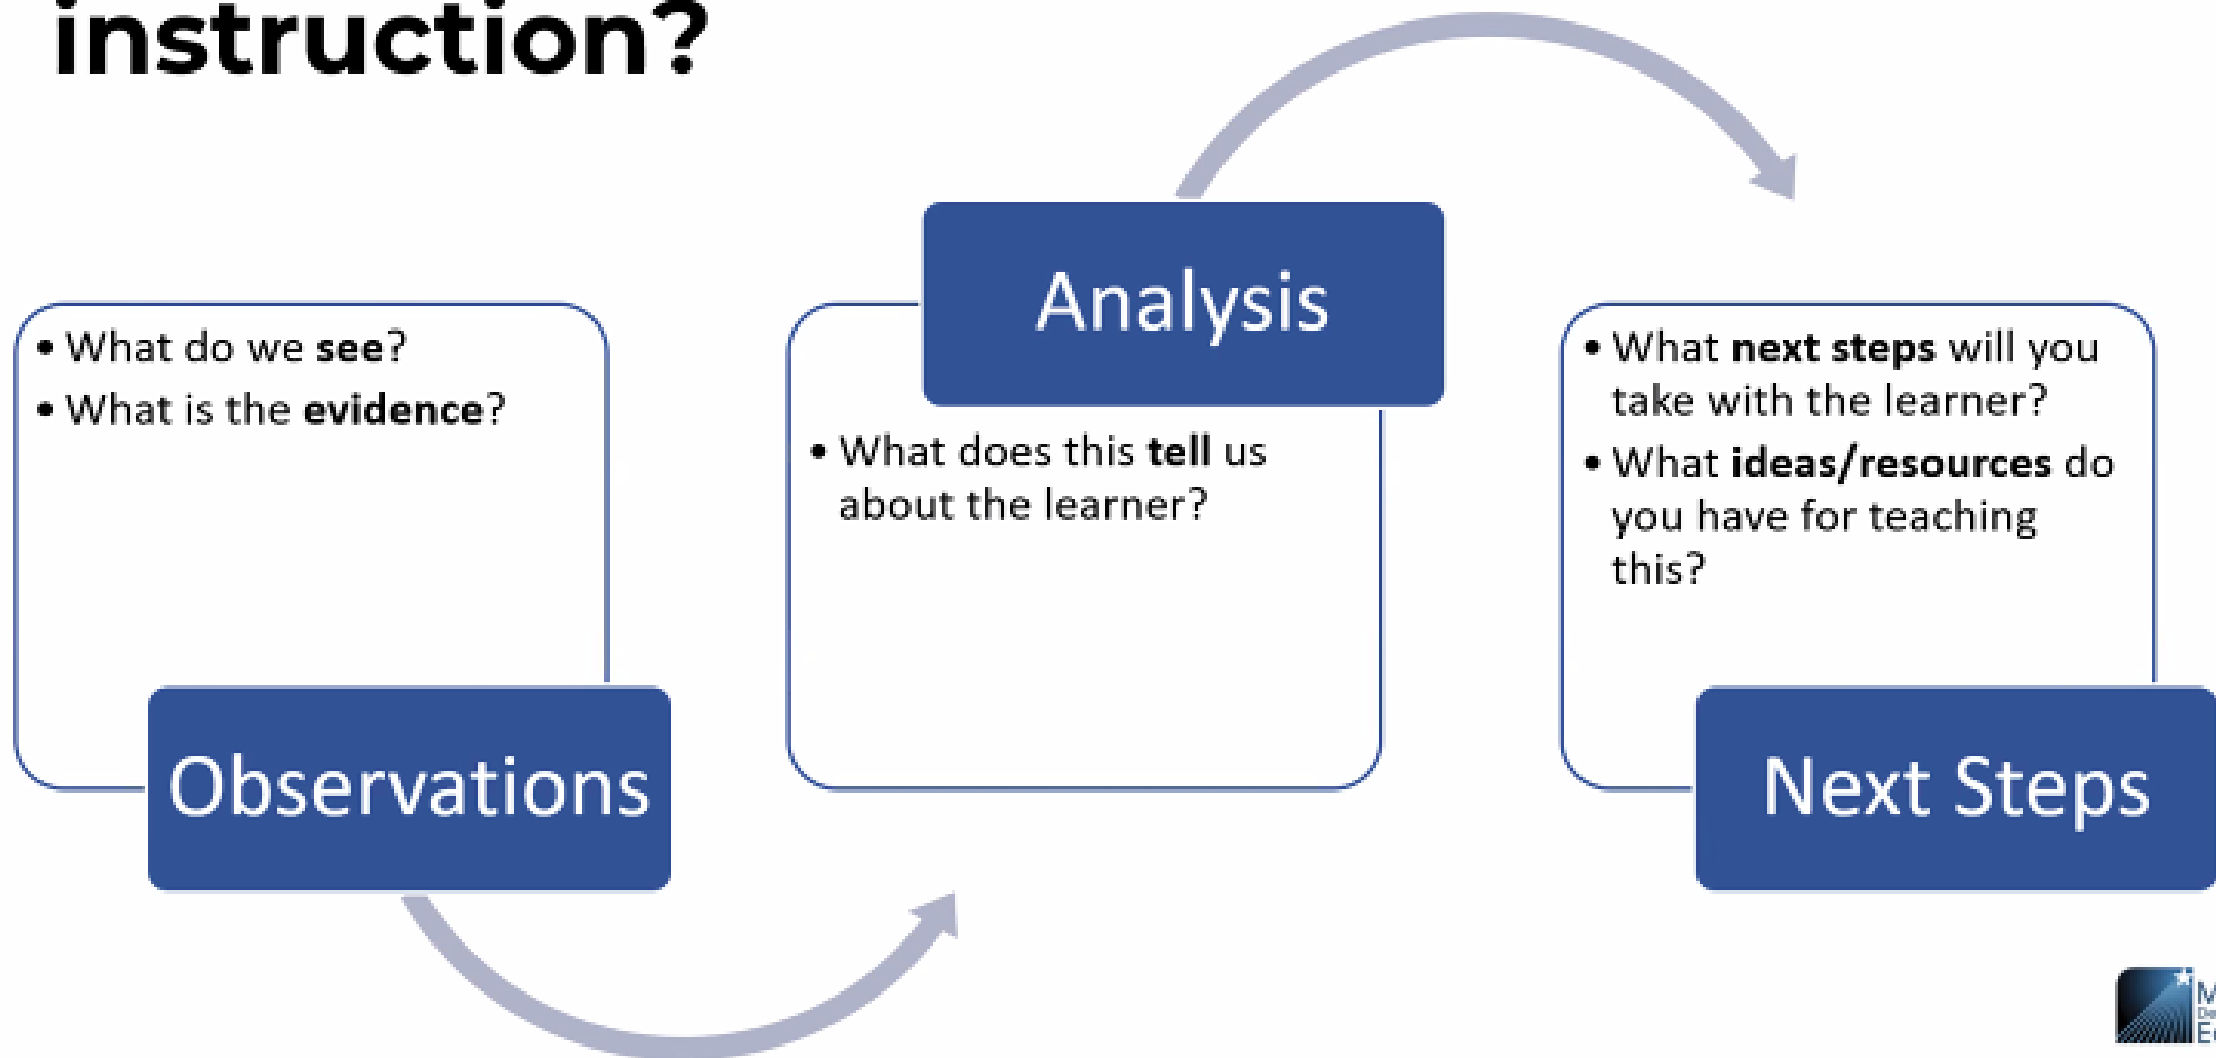 instruction?
• What do we see?
• What is the evidence?
Observations
Analysis
• What does this tell us
about the learner?
• What next steps will you
take with the learner?
• What ideas/resources do
you have for teaching
this?
Next Steps